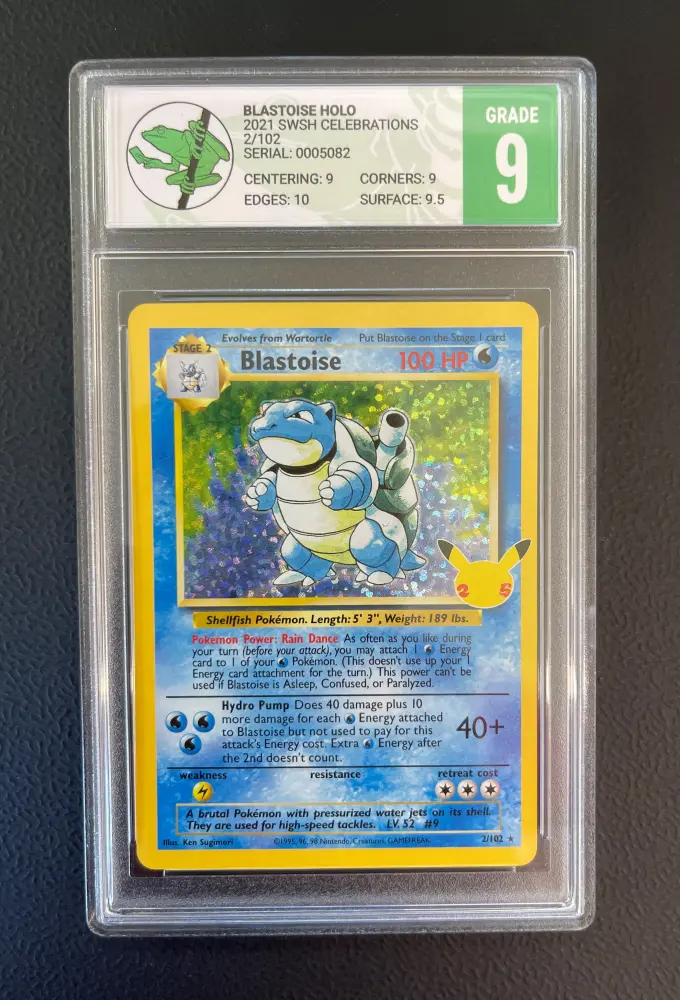 BLASTOISE HOLO
2021 SWSH CELEBRATIONS
2/102
SERIAL: 0005082
CENTERING: 9 CORNERS: 9
EDGES: 10 SURFACE: 9.5
GRADE
9
Evolves from Wartortle Put Blastoise on the Stage 1 card
STAGE 2
Blastoise 100 HP
25
Shellfish Pokémon. Length: 5' 3", Weight: 189 lbs.
Pokemon Power: Rain Dance As often as you like during
your turn (before your attack), you may attach 1 Energy
card to 1 of your Pokémon. (This doesn't use up your 1
Energy card attachment for the turn.) This power can't be
used if Blastoise is Asleep, Confused, or Paralyzed.
Hydro Pump Does 40 damage plus 10
more damage for each Energy attached
to Blastoise but not used to pay for this
attack's Energy cost. Extra Energy after
the 2nd doesn't count.
40+
weakness resistance retreat cost
A brutal Pokémon with pressurized water jets on its shell.
They are used for high-speed tackles. LV. 52 #9
Illus. Ken Sugimori ©1995, 96, 98 Nintendo, Creatures, GAMEFREAK. 2/102 ★